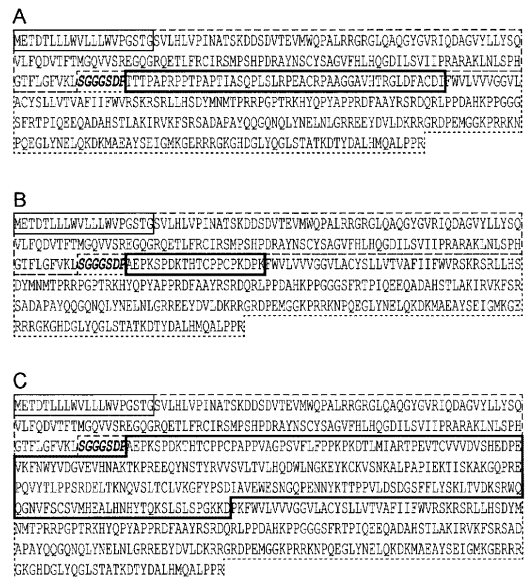 A
METDTLLLWVLLLWVPGSTGSVLHLVPINATSKDDSDVTEVMWQPALRRGRGLQAQGYGVRIQDAGVYLLYSQ
VLFQDVTFTMGQVVSREGQGRQETLFRCIRSMPSHPDRAYNSCYSAGVFHLHQGDILSVIIPRARAKLNLSPH
GTFLGFVKLSGGGSDPTTTPAPRPPTPAPTIASQPLSLRPEACRPAAGGAVHTRGLDFACDIFWVLVVVGGVL
ACYSLLVTVAFIIFWVRSKRSRLLHSDYMNMTPRRPGPTRKHYQPYAPPRDFAAYRSRDQRLPPDAHKPPGGG
SFRTPIQEEQADAHSTLAKIRVKFSRSADAPAYQQGQNQLYNELNLGRREEYDVLDKRRGRDPEMGGKPRRKN
PQEGLYNELQKDKMAEAYSEIGMKGERRRGKGHDGLYQGLSTATKDTYDALHMQALPPR
B
METDTLLLWVLLLWVPGSTGSVLHLVPINATSKDDSDVTEVMWQPALRRGRGLQAQGYGVRIQDAGVYLLYSQ
VLFQDVTFTMGQVVSREGQGRQETLFRCIRSMPSHPDRAYNSCYSAGVFHLHQGDILSVIIPRARAKLNLSPH
GTFLGFVKLSGGGSDPAEPKSPDKTHTCPPCPKDPKFWVLVVVGGVLACYSLLVTVAFIIFWVRSKRSRLLHS
DYMNMTPRRPGPTRKHYQPYAPPRDFAAYRSRDQRLPPDAHKPPGGGSFRTPIQEEQADAHSTLAKIRVKFSR
SADAPAYQQGQNQLYNELNLGRREEYDVLDKRRGRDPEMGGKPRRKNPQEGLYNELQKDKMAEAYSEIGMKGE
RRRGKGHDGLYQGLSTATKDTYDALHMQALPPR
C
METDTLLLWVLLLWVPGSTGSVLHLVPINATSKDDSDVTEVMWQPALRRGRGLQAQGYGVRIQDAGVYLLYSQ
VLFQDVTFTMGQVVSREGQGRQETLFRCIRSMPSHPDRAYNSCYSAGVFHLHQGDILSVIIPRARAKLNLSPH
GTFLGFVKLSGGGSDPAEPKSPDKTHTCPPCPAPPVAGPSVFLFPPKPKDTLMIARTPEVTCVVVDVSHEDPE
VKFNWYVDGVEVHNAKTKPREEQYNSTYRVVSVLTVLHQDWLNGKEYKCKVSNKALPAPIEKTISKAKGQPRE
PQVYTLPPSRDELTKNQVSLTCLVKGFYPSDIAVEWESNGQPENNYKTTPPVLDSDGSFFLYSKLTVDKSRWQ
QGNVFSCSVMHEALHNHYTQKSLSLSPGKKDPKFWVLVVVGGVLACYSLLVTVAFIIFWVRSKRSRLLHSDYM
NMTPRRPGPTRKHYQPYAPPRDFAAYRSRDQRLPPDAHKPPGGGSFRTPIQEEQADAHSTLAKIRVKFSRSAD
APAYQQGQNQLYNELNLGRREEYDVLDKRRGRDPEMGGKPRRKNPQEGLYNELQKDKMAEAYSEIGMKGERRR
GKGHDGLYQGLSTATKDTYDALHMQALPPR